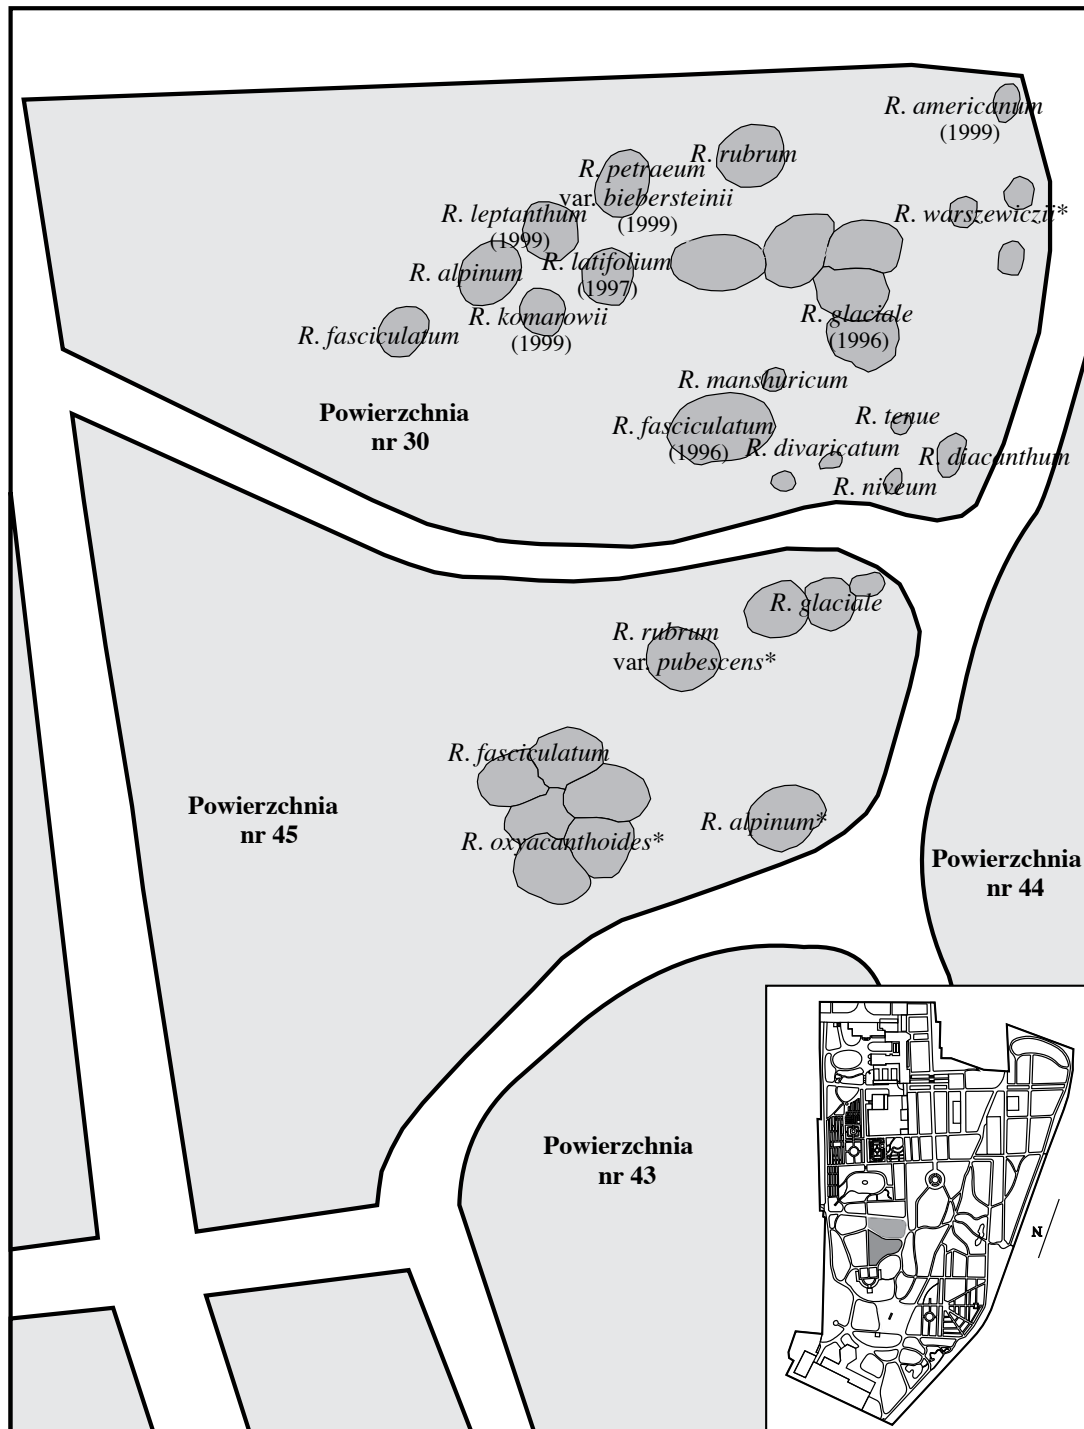 R. americanum
(1999)
R. rubrum
R. petraeum
var. biebersteinii
(1999)
R. leptanthum
(1999)
R. warszewiczii*
R. latifolium
(1997)
R. alpinum
R. komarowii
(1999)
R. glaciale
(1996)
R. fasciculatum
R. manshuricum
Powierzchnia
nr 30
R. fasciculatum
(1996)
R. tenue
R. divaricatum
R. diacanthum
R. niveum
R. glaciale
R. rubrum
var. pubescens*
R. fasciculatum
Powierzchnia
nr 45
R. alpinum*
R. oxyacanthoides*
Powierzchnia
nr 44
Powierzchnia
nr 43
N